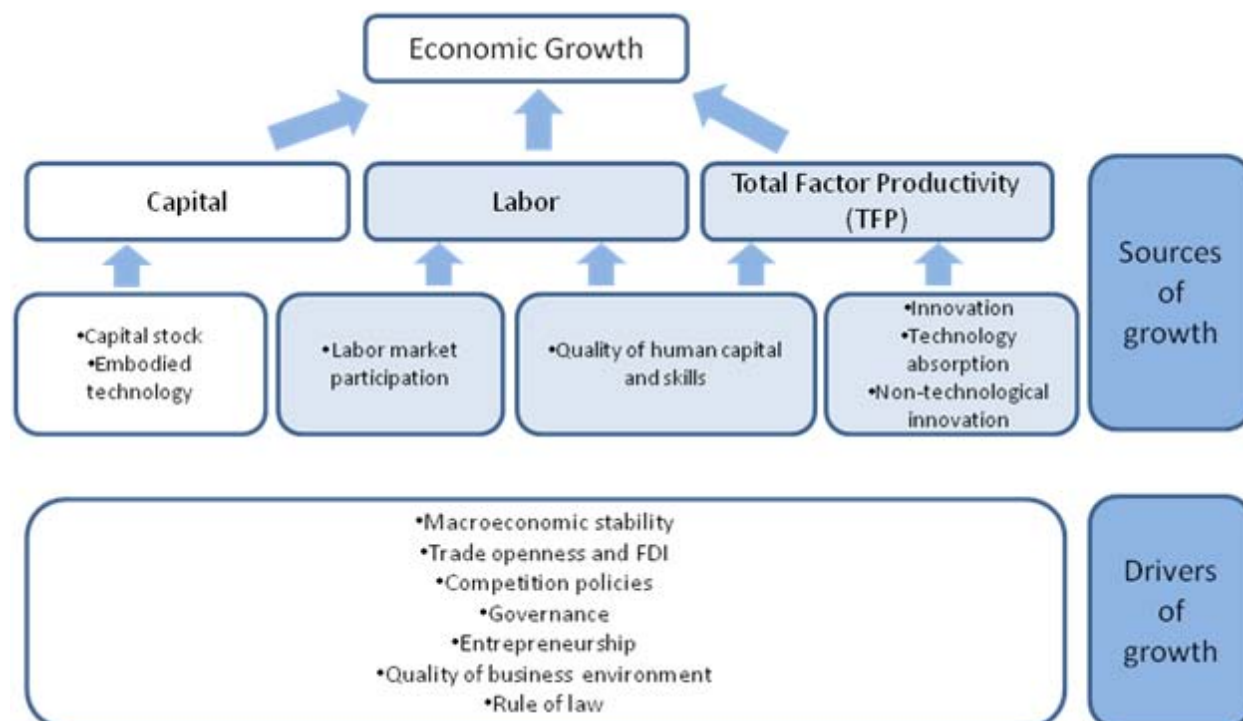 Economic Growth
Capital
Labor
Total Factor Productivity
(TFP)
Sources
of
growth
•Capital stock
•Embodied
technology
•Labor market
participation
•Quality of human capital
and skills
•Innovation
•Technology
absorption
•Non-technological
innovation
•Macroeconomic stability
•Trade openness and FDI
•Competition policies
•Governance
•Entrepreneurship
•Quality of business environment
•Rule of law
Drivers
of
growth